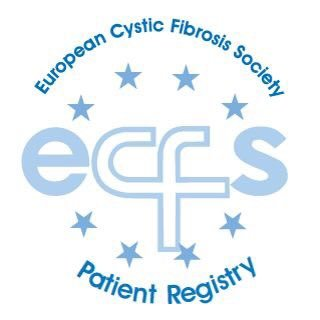 European Cystic Fibrosis Society
ecfs
Patient Registry